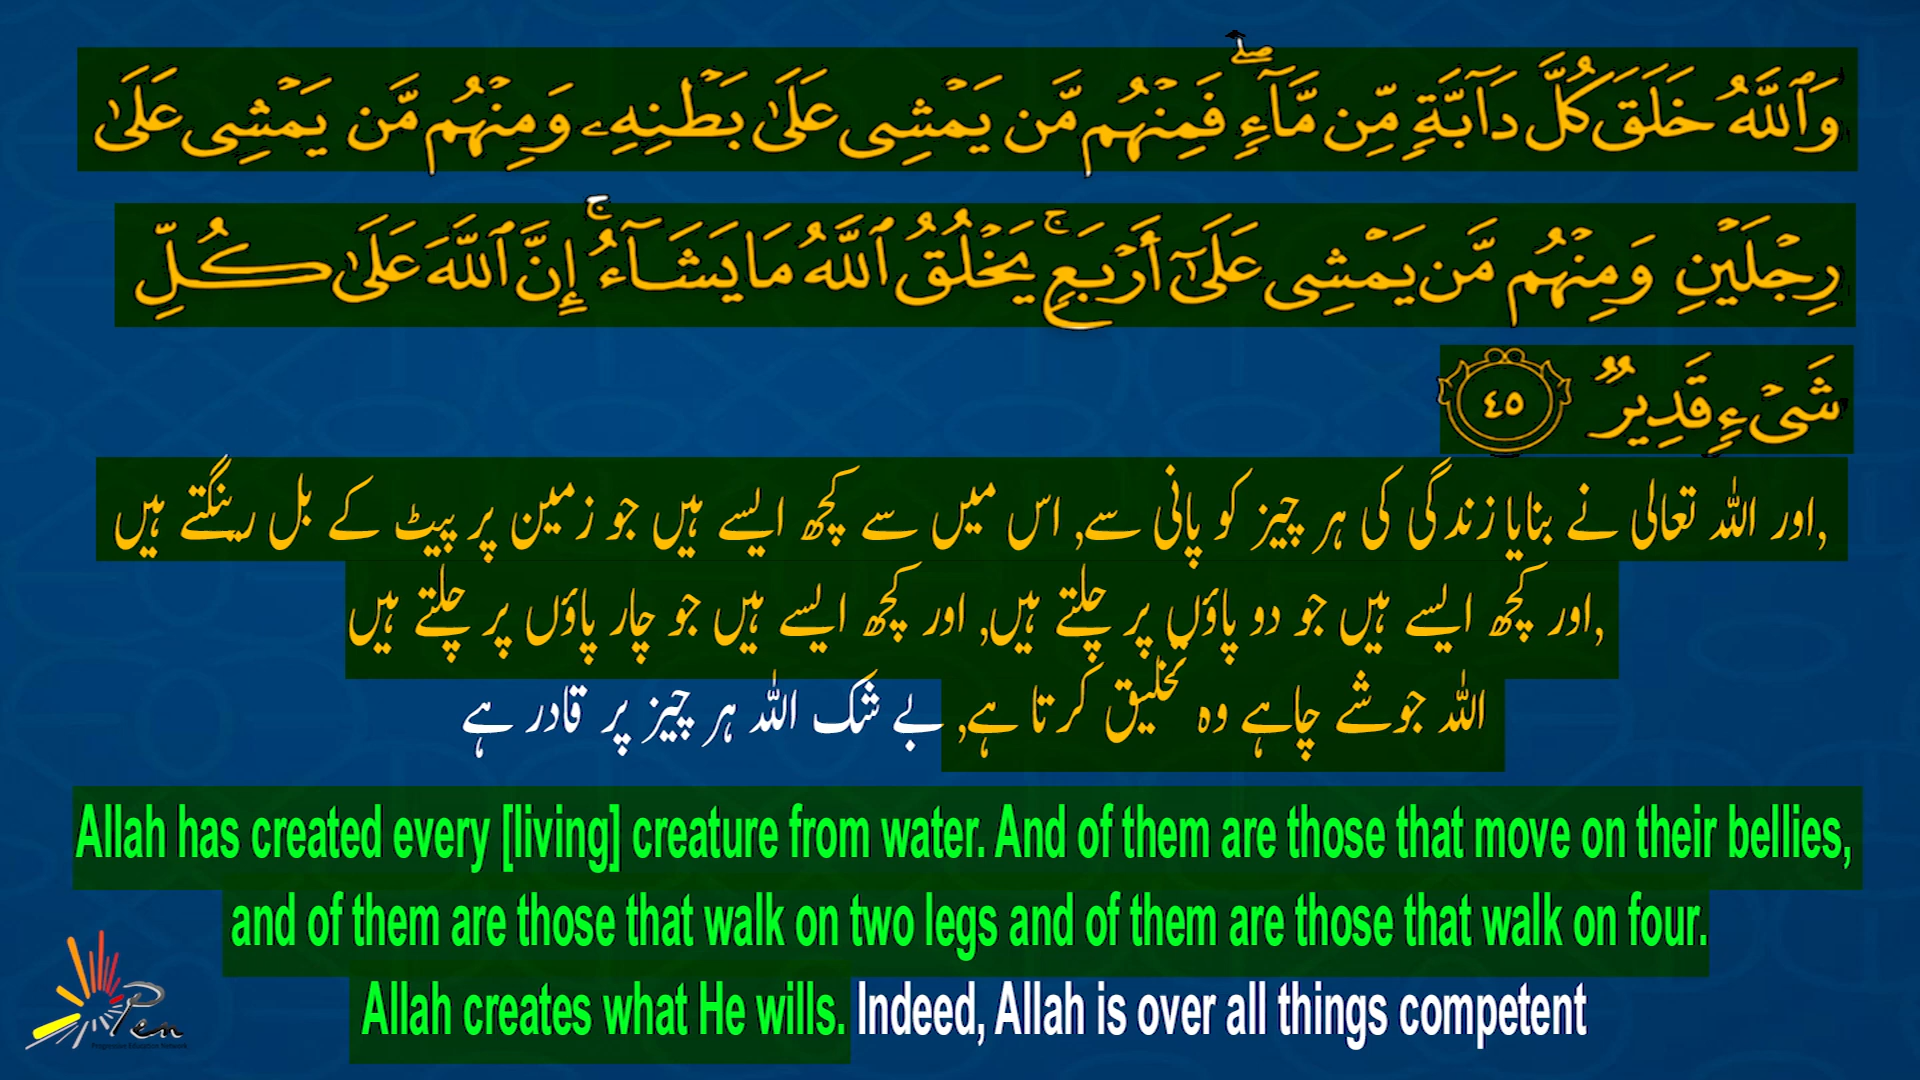 وَٱللَّهُ خَلَقَ كُلَّ دَآبَّةٍ مِّن مَّآءٍ ۖ فَمِنْهُم مَّن يَمْشِى عَلَىٰ بَطْنِهِۦ وَمِنْهُم مَّن يَمْشِى عَلَىٰ
رِجْلَيْنِ وَمِنْهُم مَّن يَمْشِى عَلَىٰٓ أَرْبَعٍ ۚ يَخْلُقُ ٱللَّهُ مَا يَشَآءُ ۚ إِنَّ ٱللَّهَ عَلَىٰ كُلِّ
شَىْءٍ قَدِيرٌ ٤٥
اور اللہ تعالی نے بنایا زندگی کی ہر چیز کو پانی سے, اس میں سے کچھ ایسے ہیں جو زمین پر پیٹ کے بل رینگتے ہیں,
اور کچھ ایسے ہیں جو دو پاؤں پر چلتے ہیں, اور کچھ ایسے ہیں جو چار پاؤں پر چلتے ہیں,
اللہ جو شے چاہے وہ تخلیق کرتا ہے, بے شک اللہ ہر چیز پر قادر ہے
Allah has created every [living] creature from water. And of them are those that move on their bellies,
and of them are those that walk on two legs and of them are those that walk on four.
Allah creates what He wills. Indeed, Allah is over all things competent
Pen
Progressive Education Network